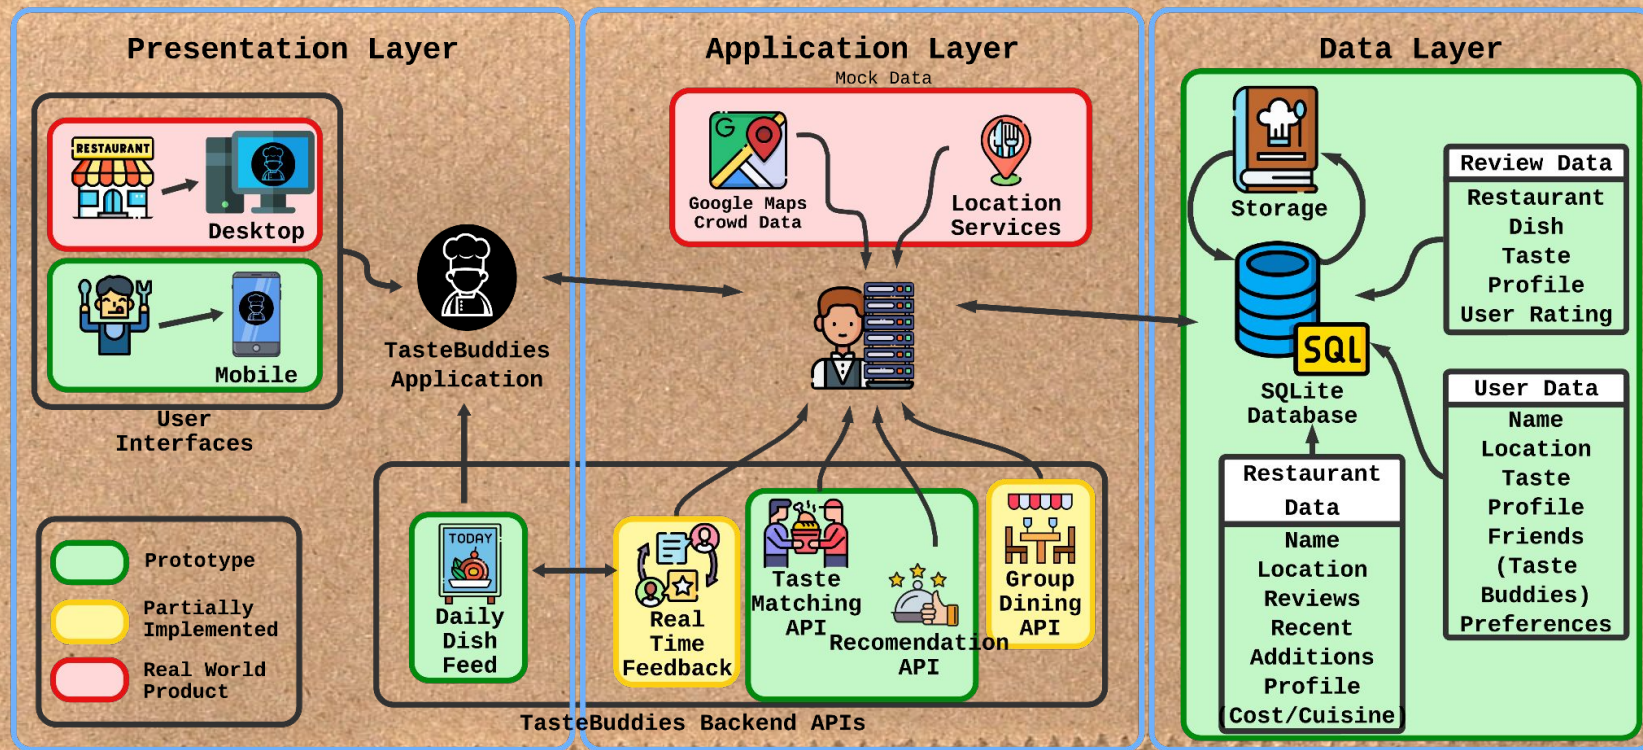 Presentation Layer
RESTAURANT
Desktop
Mobile
User
Interfaces
TasteBuddies
Application
Prototype
Partially
Implemented
Real World
Product
Application Layer
Mock Data
G
Google Maps
Crowd Data
Location
Services
TODAY
Daily
Dish
Feed
Real
Time
Feedback
Taste
Matching
API
Recomendation
API
Group
Dining
API
TasteBuddies Backend APIs
Data Layer
Storage
SQL
SQLite
Database
Review Data
Restaurant
Dish
Taste
Profile
User Rating
User Data
Name
Location
Taste
Profile
Friends
(Taste
Buddies)
Preferences
Restaurant
Data
Name
Location
Reviews
Recent
Additions
Profile
(Cost/Cuisine)